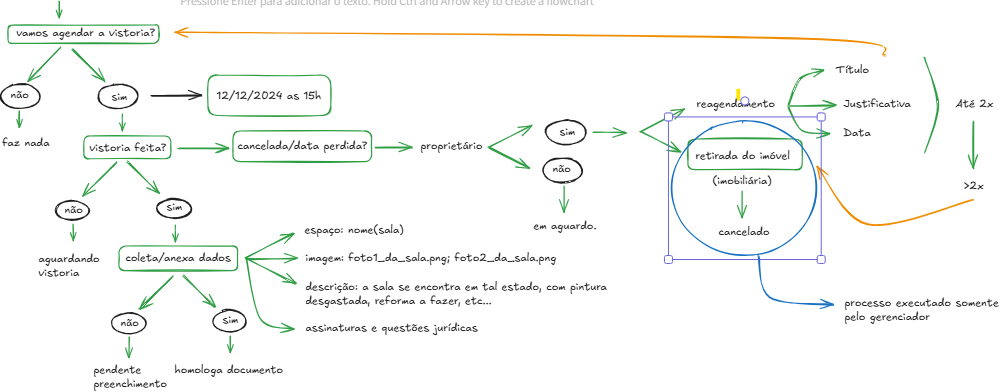 Pressione Enter para adicionar o texto. Hold Ctrl and Arrow key to create a flowchart
vamos agendar a vistoria?
não
sim
12/12/2024 as 15h
faz nada
vistoria feita?
cancelada/data perdida?
proprietário
sim
não
em aguardo.
reagendamento
Título
Justificativa
Data
Até 2x
>2x
retirada do imóvel
(imobiliária)
cancelado
processo executado somente
pelo gerenciador
não
sim
aguardando
vistoria
coleta/anexa dados
espaço: nome(sala)
imagem: foto1_da_sala.png; foto2_da_sala.png
descrição: a sala se encontra em tal estado, com pintura
desgastada, reforma a fazer, etc...
assinaturas e questões jurídicas
não
sim
pendente
preenchimento
homologa documento